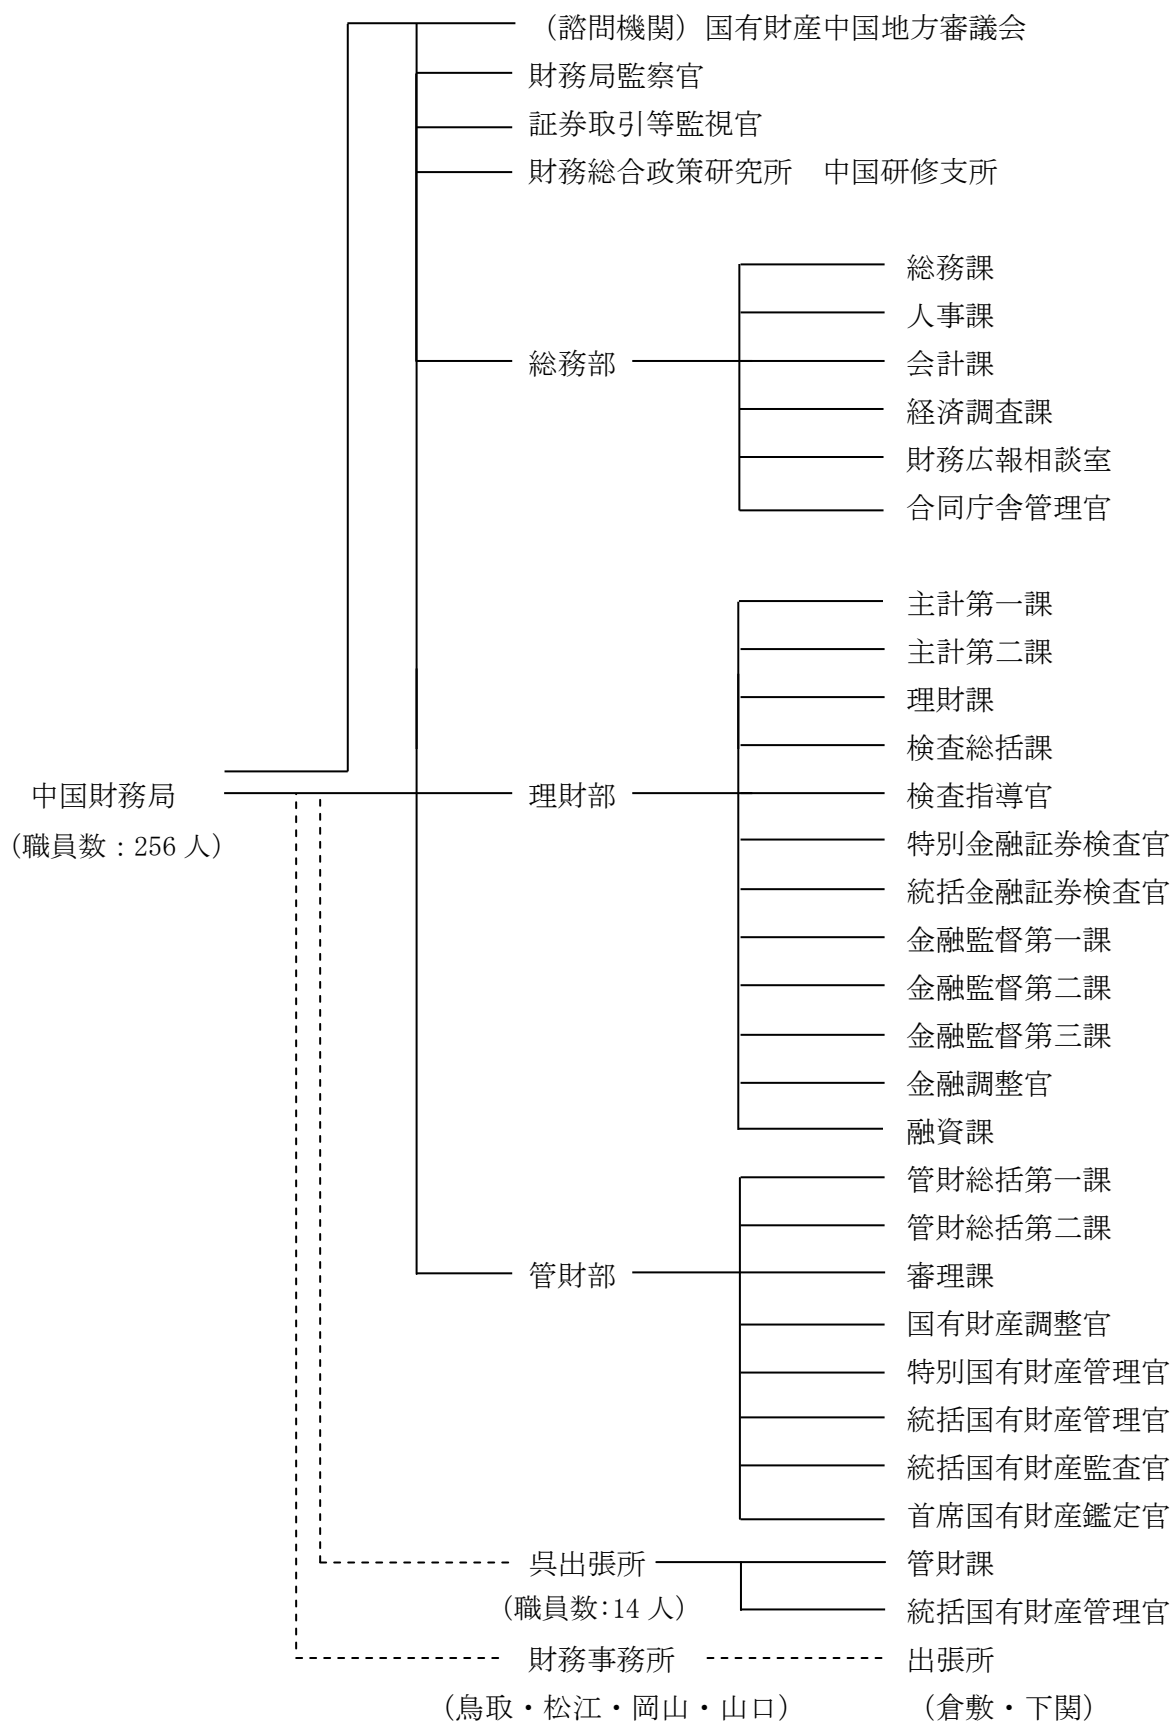 （諮問機関）国有財産中国地方審議会
財務局監察官
証券取引等監視官
財務総合政策研究所　中国研修支所
総務課
人事課
総務部
会計課
経済調査課
財務広報相談室
合同庁舎管理官
主計第一課
主計第二課
理財課
検査総括課
中国財務局
理財部
検査指導官
（職員数：256 人）
特別金融証券検査官
統括金融証券検査官
金融監督第一課
金融監督第二課
金融監督第三課
金融調整官
融資課
管財総括第一課
管財総括第二課
管財部
審理課
国有財産調整官
特別国有財産管理官
統括国有財産管理官
統括国有財産監査官
首席国有財産鑑定官
呉出張所
管財課
（職員数：14 人）
統括国有財産管理官
財務事務所
出張所
（鳥取・松江・岡山・山口）
（倉敷・下関）